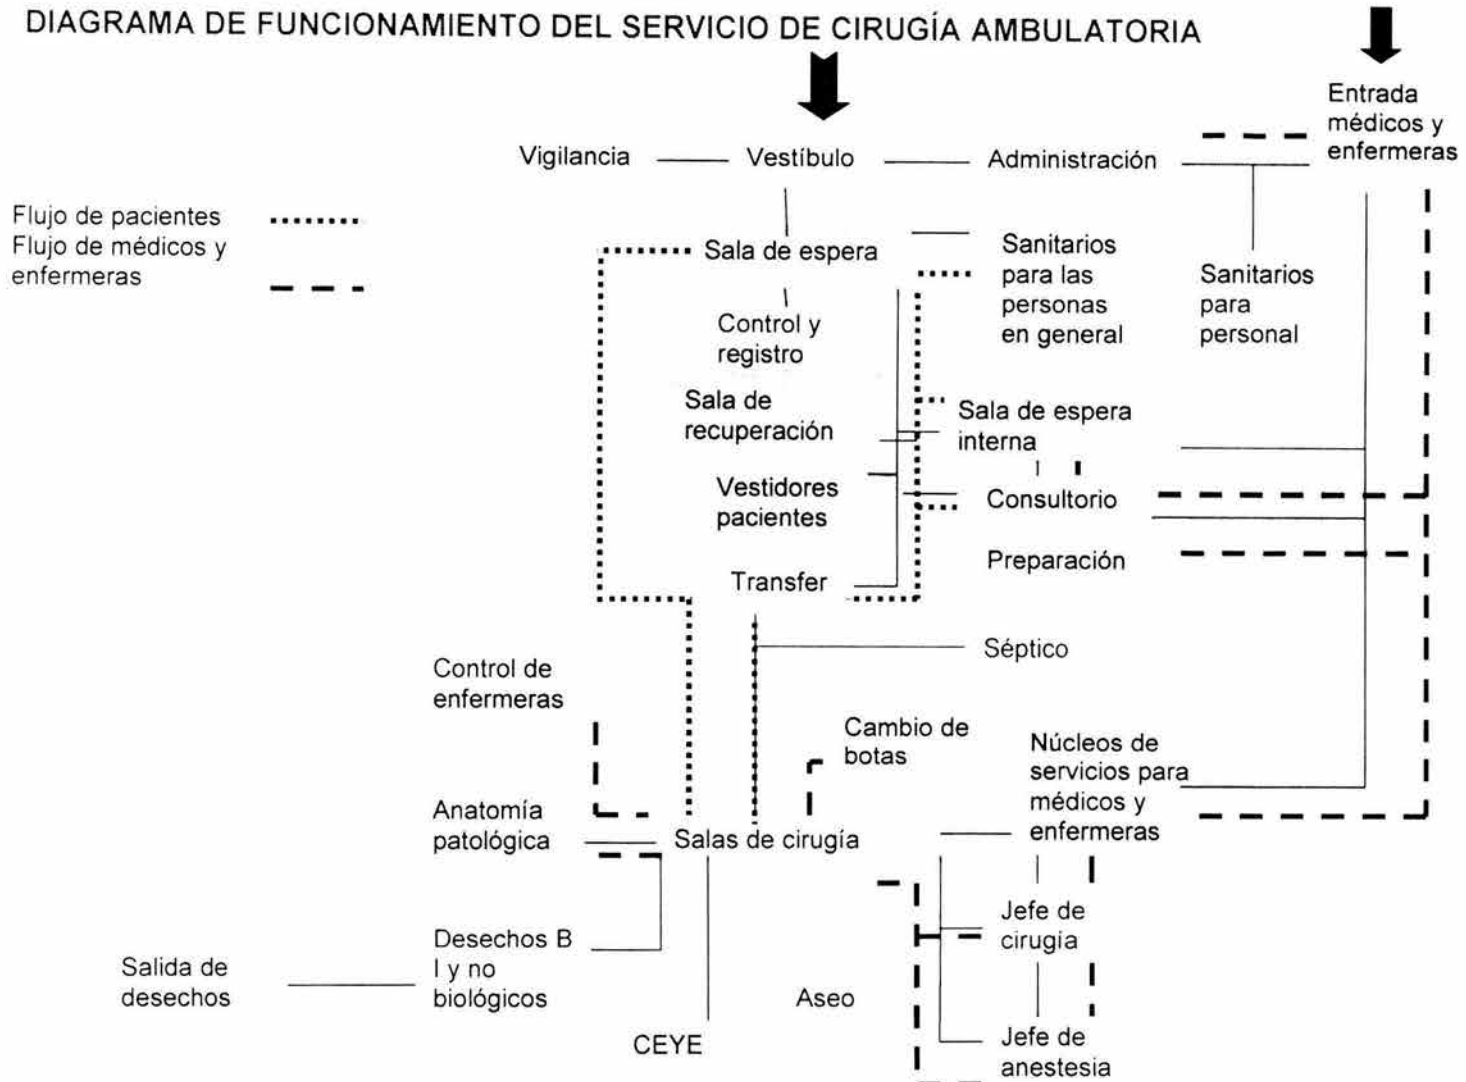 DIAGRAMA DE FUNCIONAMIENTO DEL SERVICIO DE CIRUGÍA AMBULATORIA
Entrada
médicos y
enfermeras
Vigilancia
Vestíbulo
Administración
Flujo de pacientes
Flujo de médicos y
enfermeras
Sala de espera
Sanitarios
para las
personas
en general
Sanitarios
para
personal
Control y
registro
Sala de
recuperación
Sala de espera
interna
Vestidores
pacientes
Consultorio
Preparación
Transfer
Séptico
Control de
enfermeras
Cambio de
botas
Núcleos de
servicios para
médicos y
enfermeras
Anatomía
patológica
Salas de cirugía
Jefe de
cirugía
Desechos B
I y no
biológicos
Salida de
desechos
Aseo
CEYE
Jefe de
anestesia